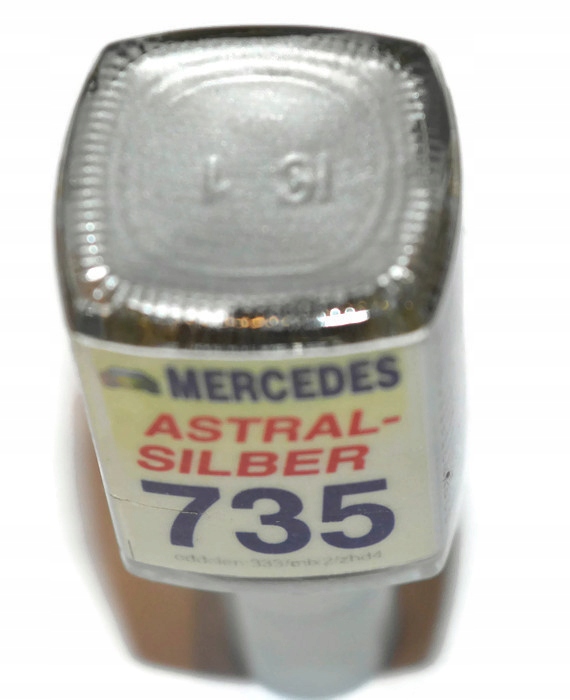 MERCEDES
ASTRAL-
SILBER
735